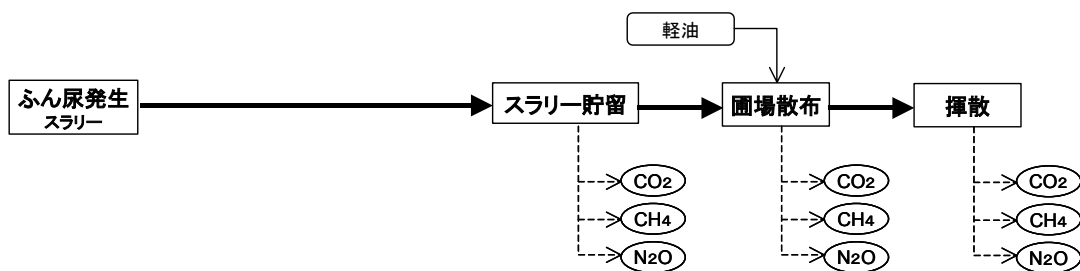 軽油
ふん尿発生
スラリー
スラリー貯留
圃場散布
揮散
CO2
CH4
N2O
CO2
CH4
N2O
CO2
CH4
N2O